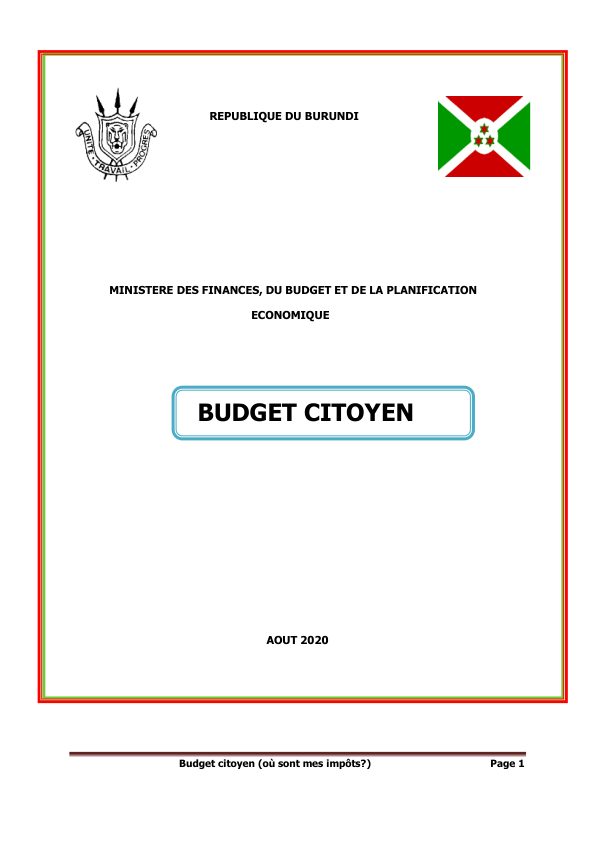 REPUBLIQUE DU BURUNDI
UNITE · TRAVAIL · PROGRES
MINISTERE DES FINANCES, DU BUDGET ET DE LA PLANIFICATION
ECONOMIQUE
BUDGET CITOYEN
AOUT 2020
Budget citoyen (où sont mes impôts?) Page 1